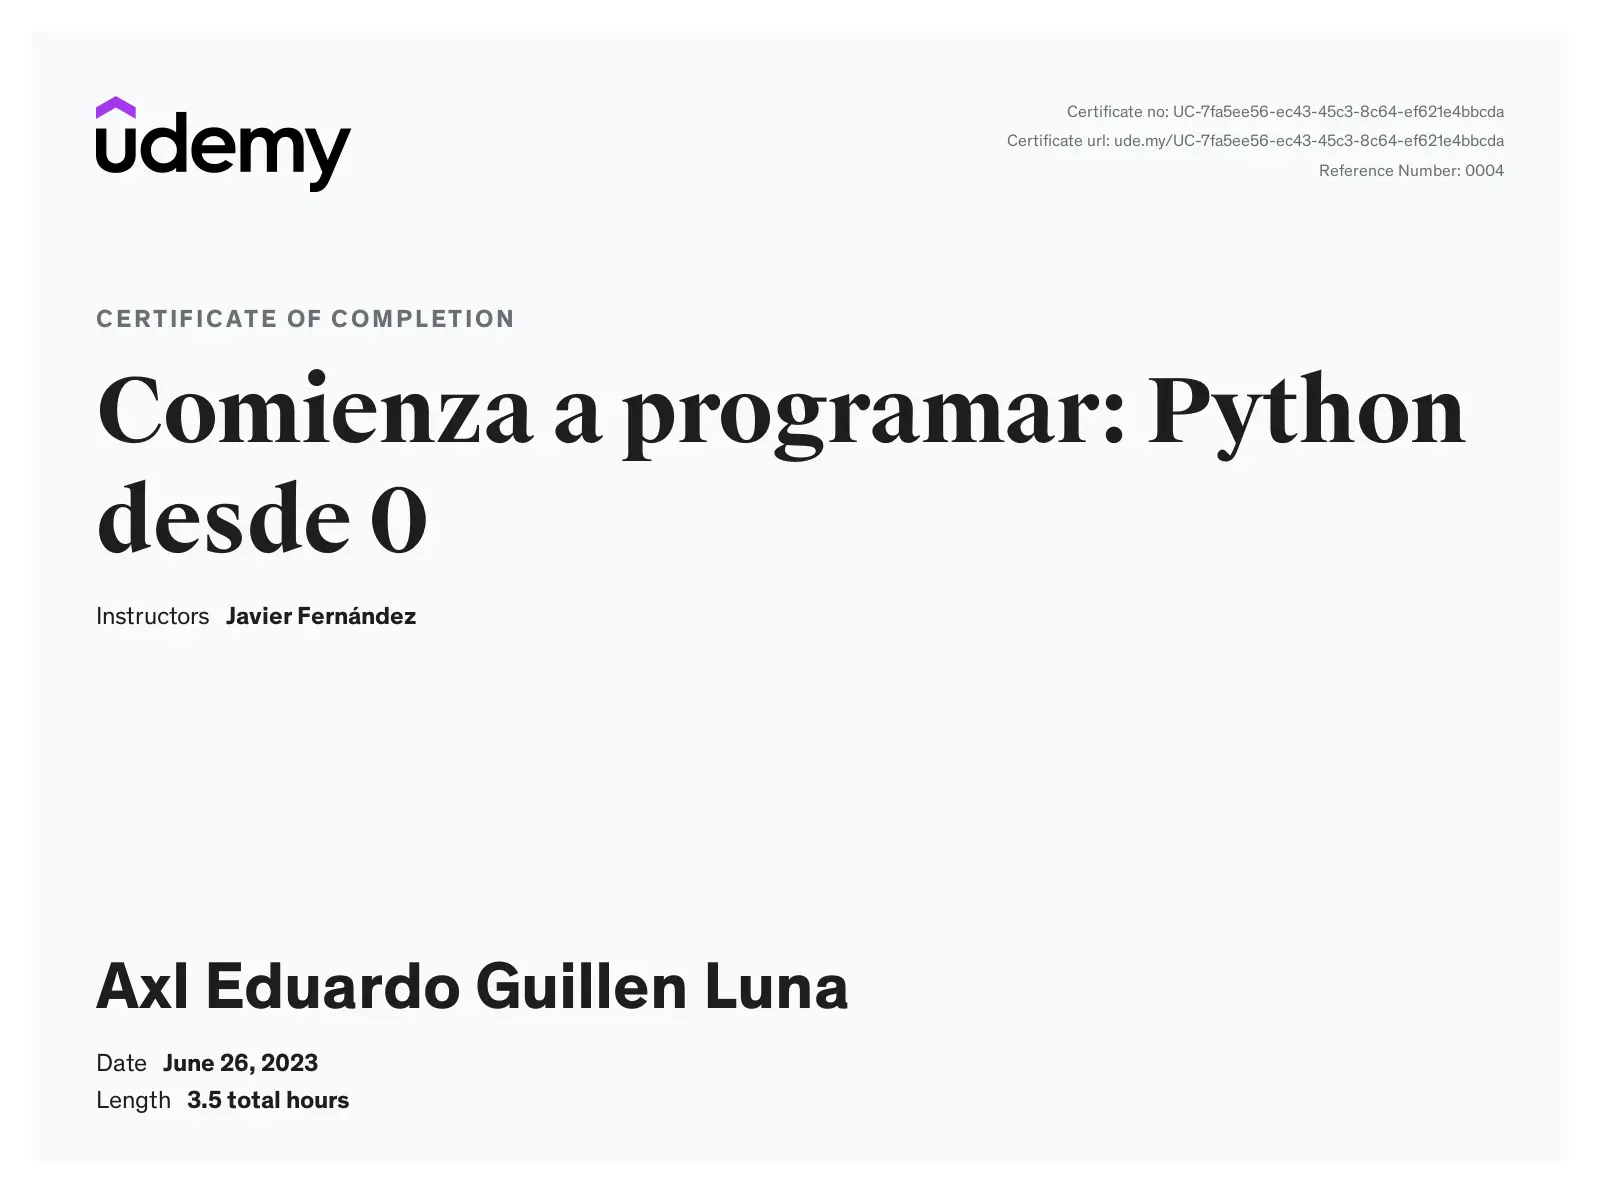 udemy
Certificate no: UC-7fa5ee56-ec43-45c3-8c64-ef621e4bbcda
Certificate url: ude.my/UC-7fa5ee56-ec43-45c3-8c64-ef621e4bbcda
Reference Number: 0004
CERTIFICATE OF COMPLETION
Comienza a programar: Python
desde 0
Instructors Javier Fernández
Axl Eduardo Guillen Luna
Date June 26, 2023
Length 3.5 total hours